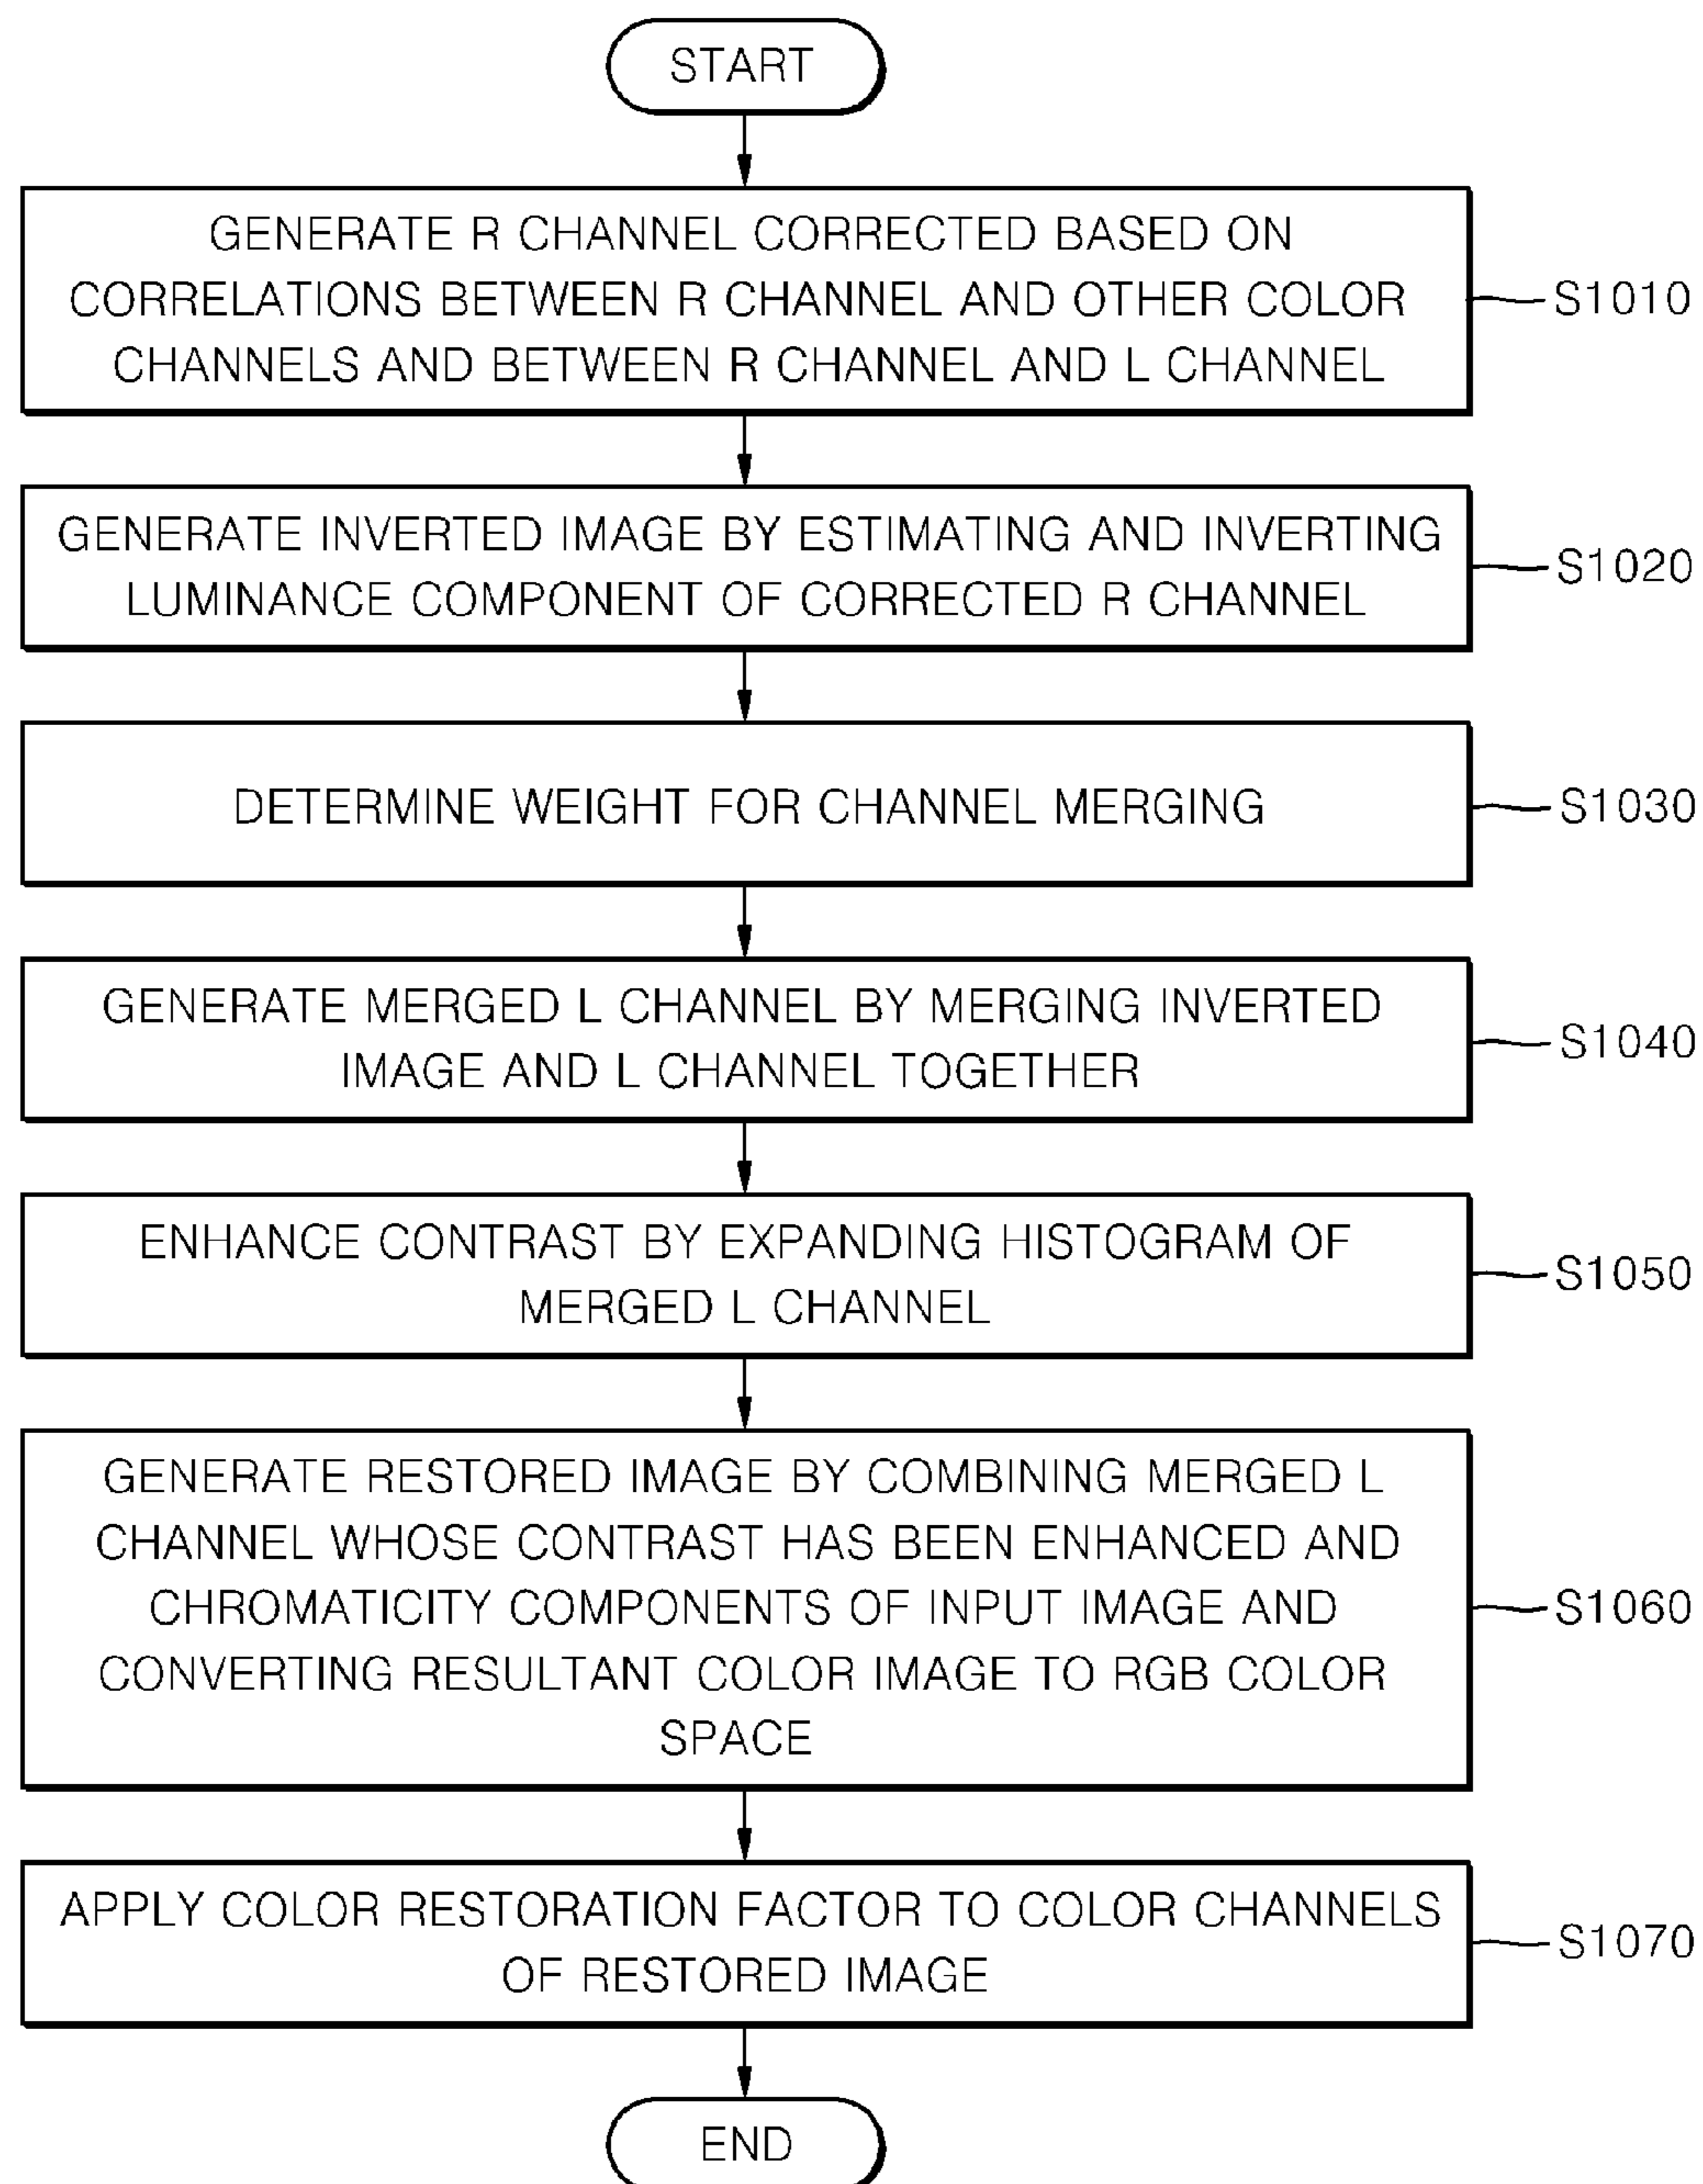 START
GENERATE R CHANNEL CORRECTED BASED ON
CORRELATIONS BETWEEN R CHANNEL AND OTHER COLOR
CHANNELS AND BETWEEN R CHANNEL AND L CHANNEL
S1010
GENERATE INVERTED IMAGE BY ESTIMATING AND INVERTING
LUMINANCE COMPONENT OF CORRECTED R CHANNEL
S1020
DETERMINE WEIGHT FOR CHANNEL MERGING
S1030
GENERATE MERGED L CHANNEL BY MERGING INVERTED
IMAGE AND L CHANNEL TOGETHER
S1040
ENHANCE CONTRAST BY EXPANDING HISTOGRAM OF
MERGED L CHANNEL
S1050
GENERATE RESTORED IMAGE BY COMBINING MERGED L
CHANNEL WHOSE CONTRAST HAS BEEN ENHANCED AND
CHROMATICITY COMPONENTS OF INPUT IMAGE AND
CONVERTING RESULTANT COLOR IMAGE TO RGB COLOR
SPACE
S1060
APPLY COLOR RESTORATION FACTOR TO COLOR CHANNELS
OF RESTORED IMAGE
S1070
END